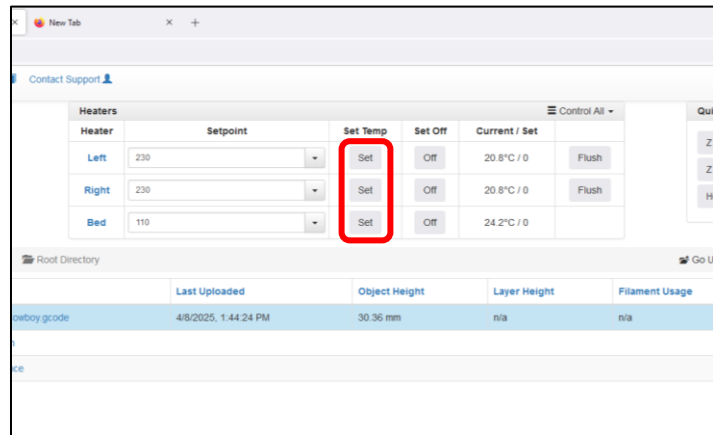 New Tab
Contact Support
Heaters Control All
Heater Setpoint Set Temp Set Off Current / Set
Left 230 Set Off 20.8°C / 0 Flush
Right 230 Set Off 20.8°C / 0 Flush
Bed 110 Set Off 24.2°C / 0
Qui
Z
Z
H
Root Directory Go U
Last Uploaded Object Height Layer Height Filament Usage
owboy.gcode 4/8/2025, 1:44:24 PM 30.36 mm n/a n/a
ce